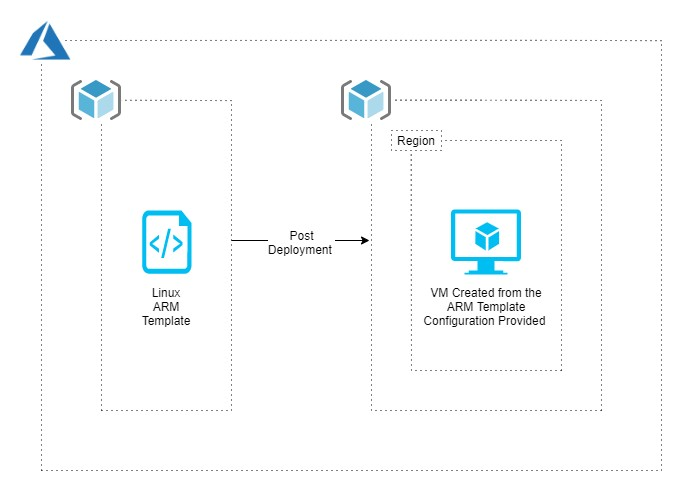 Region
Linux
ARM
Template
Post
Deployment
VM Created from the
ARM Template
Configuration Provided